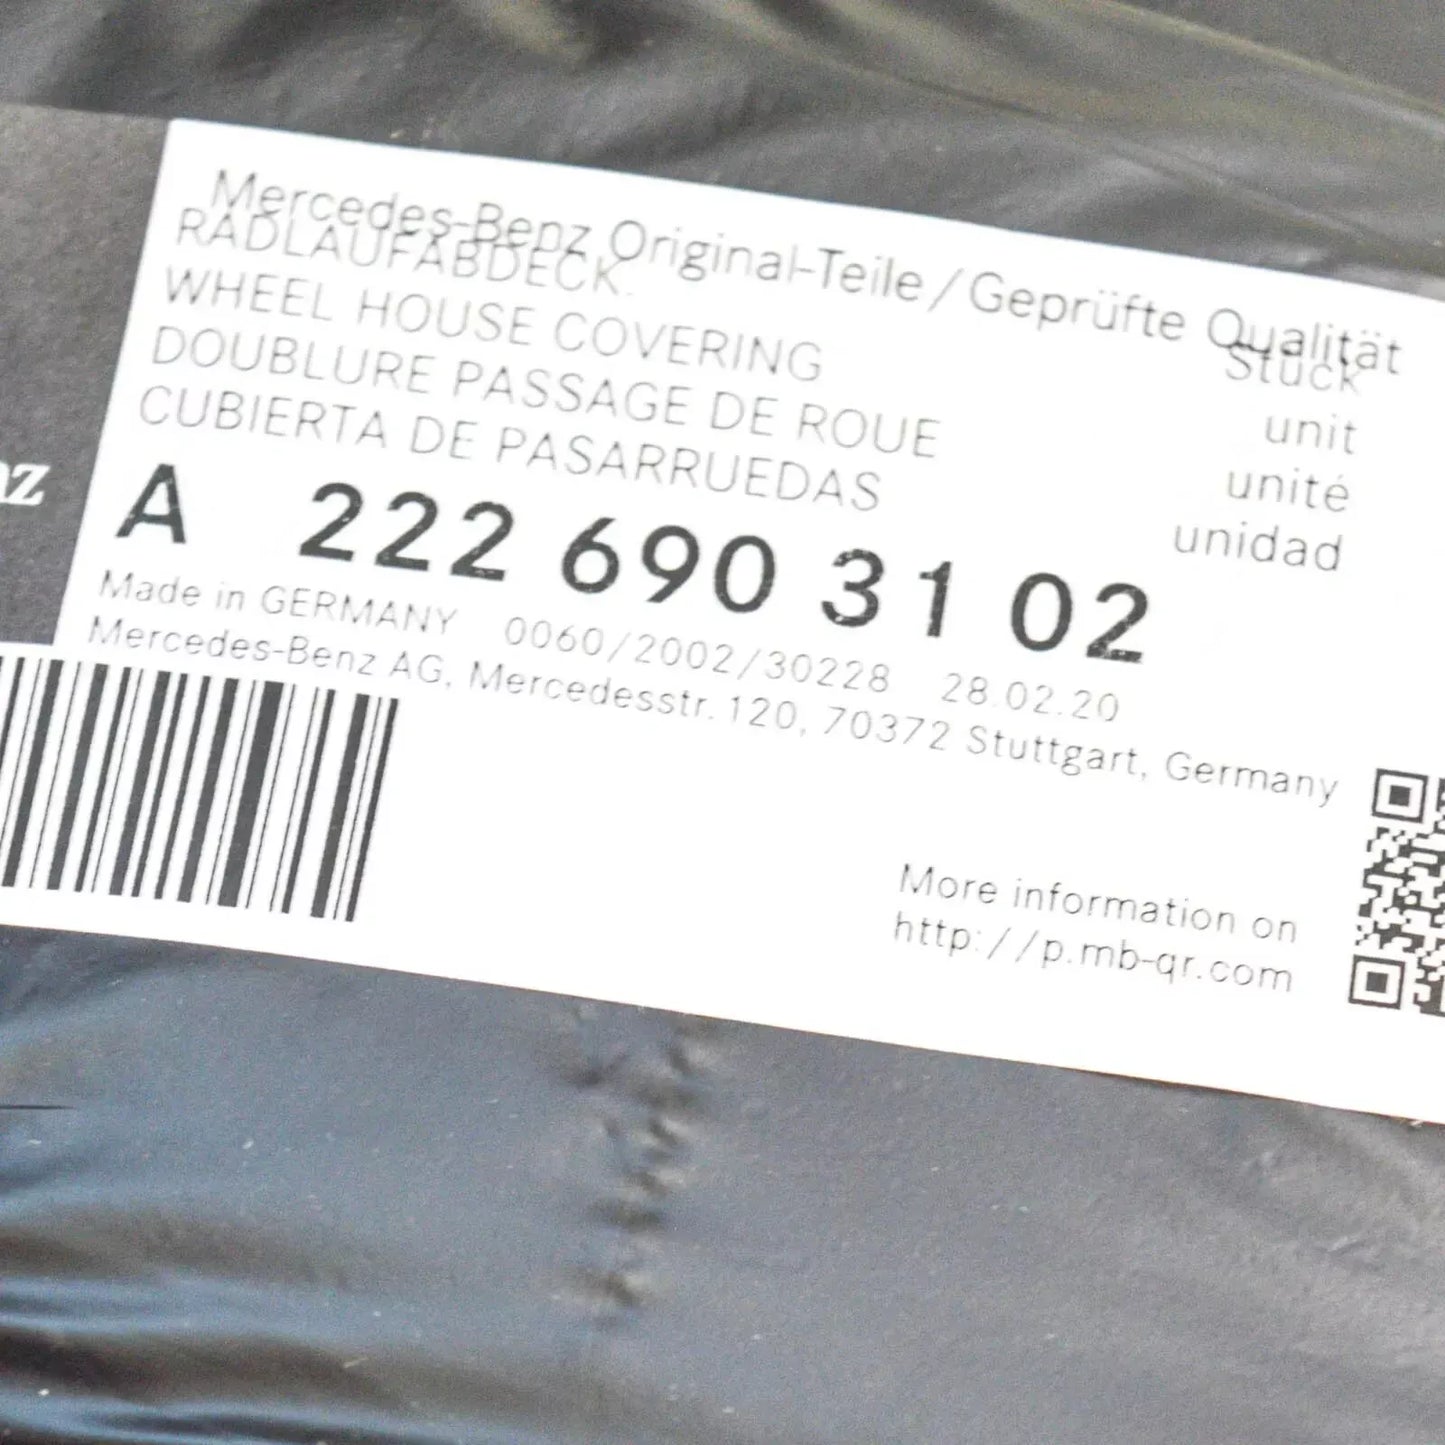 Mercedes-Benz Original-Teile / Geprüfte Qualität
RADLAUFABDECK.
WHEEL HOUSE COVERING
DOUBLURE PASSAGE DE ROUE
CUBIERTA DE PASARRUEDAS
Stück
unit
unité
unidad
A 222 690 31 02
Made in GERMANY 0060/2002/30228 28.02.20
Mercedes-Benz AG, Mercedesstr. 120, 70372 Stuttgart, Germany
More information on
http://p.mb-qr.com